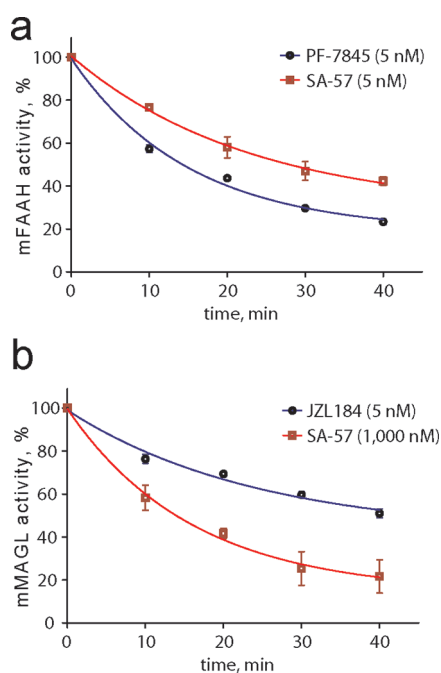 a
PF-7845 (5 nM)
SA-57 (5 nM)
mFAAH activity, %
100
80
60
40
20
0
0 10 20 30 40
time, min
b
JZL184 (5 nM)
SA-57 (1,000 nM)
mMAGL activity, %
100
80
60
40
20
0
0 10 20 30 40
time, min